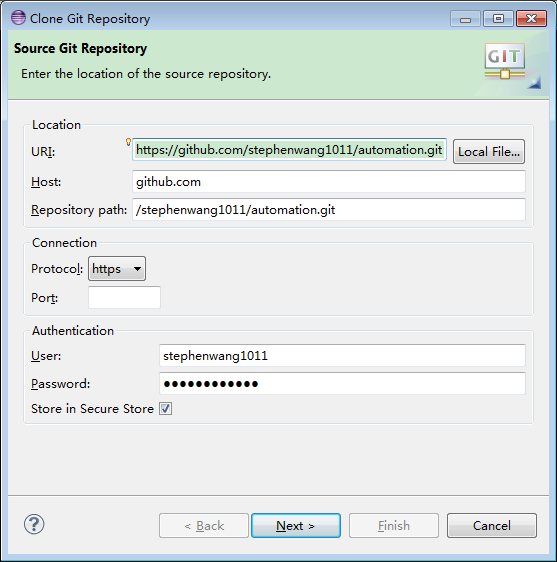 Clone Git Repository
Source Git Repository
Enter the location of the source repository.
GIT
Location
URI: https://github.com/stephenwang1011/automation.git Local File...
Host: github.com
Repository path: /stephenwang1011/automation.git
Connection
Protocol: https
Port:
Authentication
User: stephenwang1011
Password: ●●●●●●●●●●●●
Store in Secure Store
? < Back Next > Finish Cancel